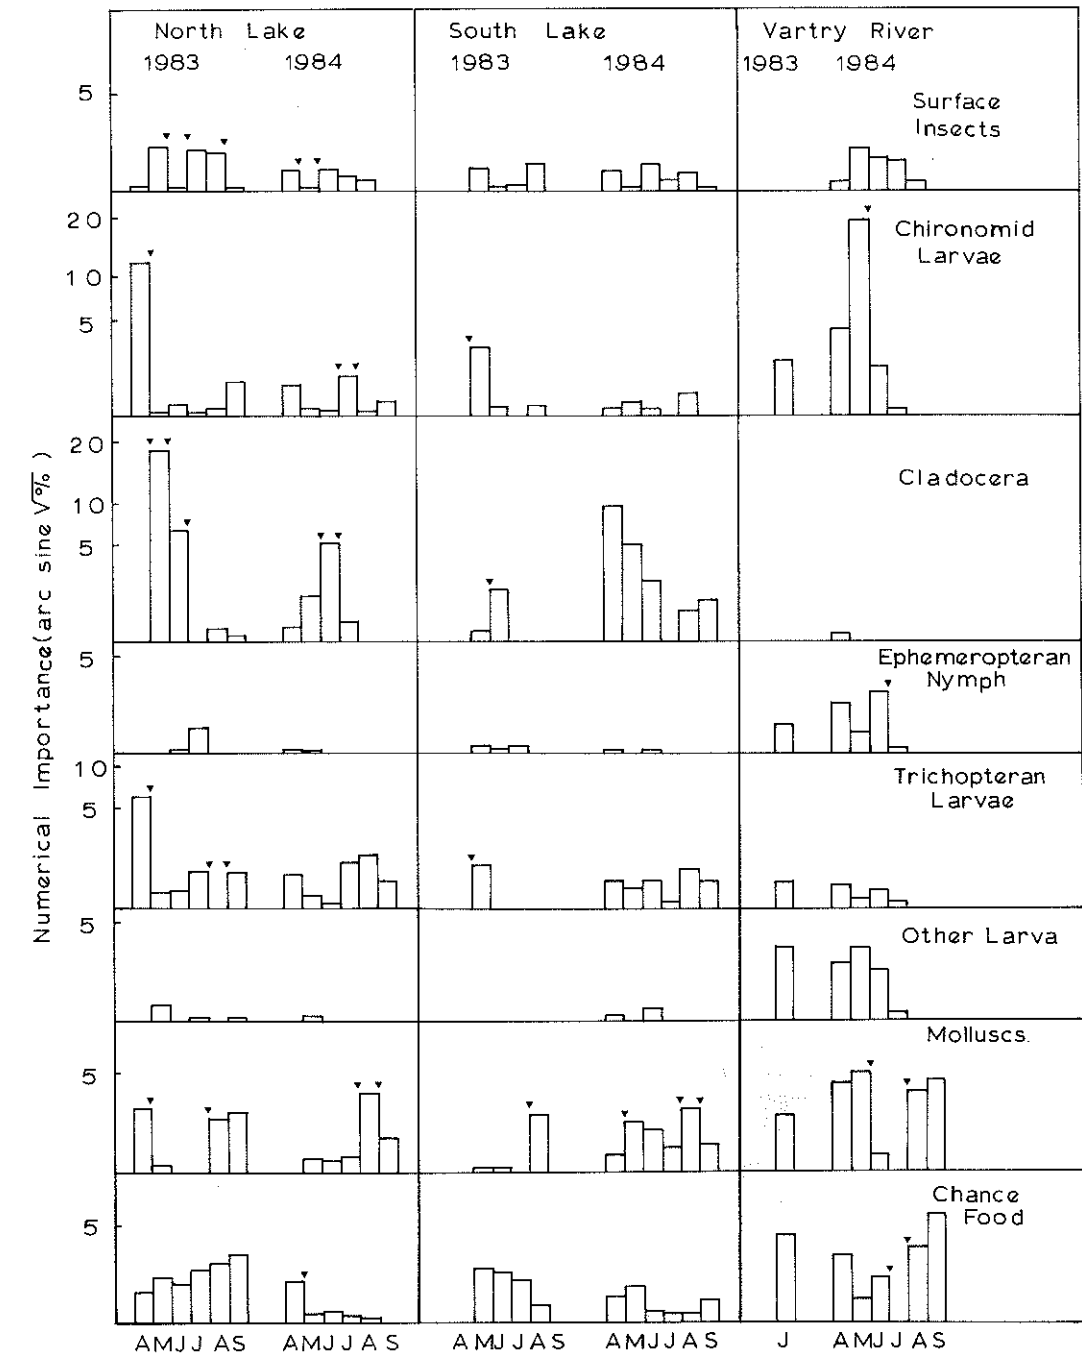 North Lake South Lake Vartry River
1983 1984 1983 1984 1983 1984
5 Surface
Insects
20 Chironomid
Larvae
10
5
20 Cladocera
10
5
Numerical Importance (arc sine √%)
5 Ephemeropteran
Nymph
10 Trichopteran
Larvae
5
5 Other Larva
Molluscs
5
Chance
Food
5
AMJJAS AMJJAS AMJJAS AMJJAS J AMJJAS